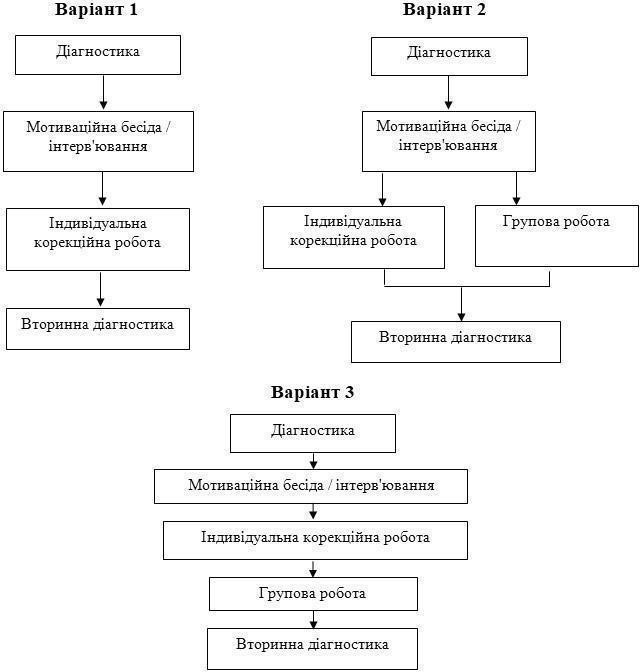 Варіант 1
Діагностика
Мотиваційна бесіда /
інтерв'ювання
Індивідуальна
корекційна робота
Вторинна діагностика
Варіант 2
Діагностика
Мотиваційна бесіда /
інтерв'ювання
Індивідуальна
корекційна робота
Групова робота
Вторинна діагностика
Варіант 3
Діагностика
Мотиваційна бесіда / інтерв'ювання
Індивідуальна корекційна робота
Групова робота
Вторинна діагностика